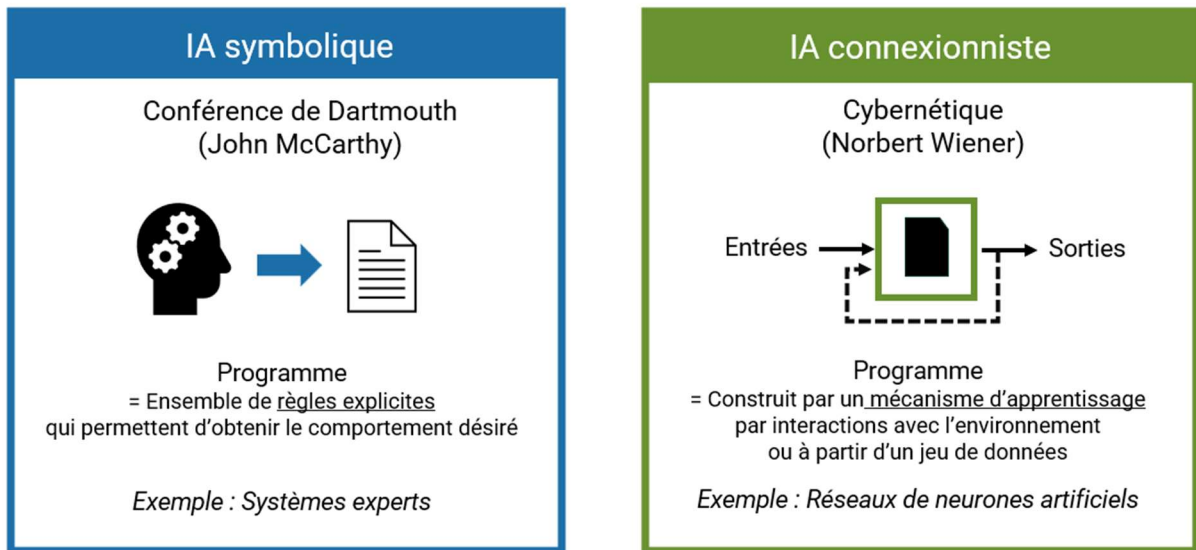 IA symbolique
Conférence de Dartmouth
(John McCarthy)
Programme
= Ensemble de règles explicites
qui permettent d’obtenir le comportement désiré
Exemple : Systèmes experts
IA connexionniste
Cybernétique
(Norbert Wiener)
Entrées
Sorties
Programme
= Construit par un mécanisme d’apprentissage
par interactions avec l’environnement
ou à partir d’un jeu de données
Exemple : Réseaux de neurones artificiels